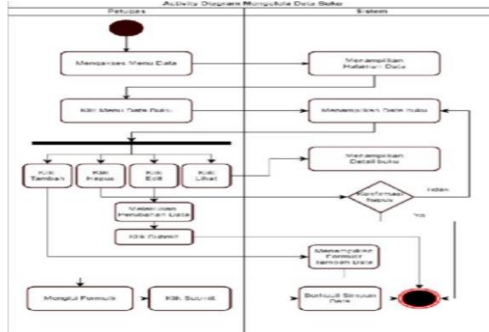 Activity Diagram Mengelola Data Buku
Petugas
Sistem
Mengakses Menu Data
Menampilkan
Halaman Data
Klik Menu Data Buku
Menampilkan Data buku
Klik
Tambah
Klik
Hapus
Klik
Edit
Klik
Lihat
Menampilkan
Detail buku
Melakukan
Perubahan Data
Konfirmasi
Hapus
Tidak
Ya
Klik Submit
Menampilkan
Formulir
Tambah Data
Mengisi Formulir
Klik Submit
Berhasil Simpan
Data